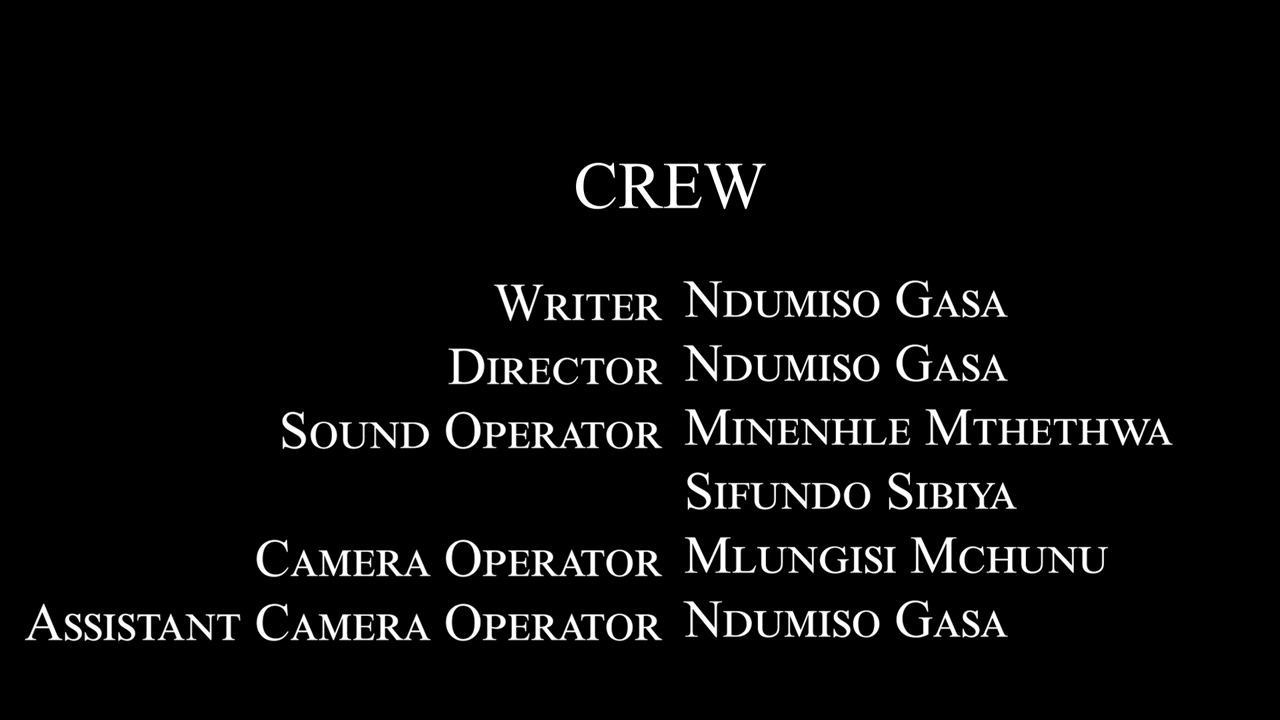 CREW
Writer Ndumiso Gasa
Director Ndumiso Gasa
Sound Operator Minenhle Mthethwa
Sifundo Sibiya
Camera Operator Mlungisi Mchunu
Assistant Camera Operator Ndumiso Gasa